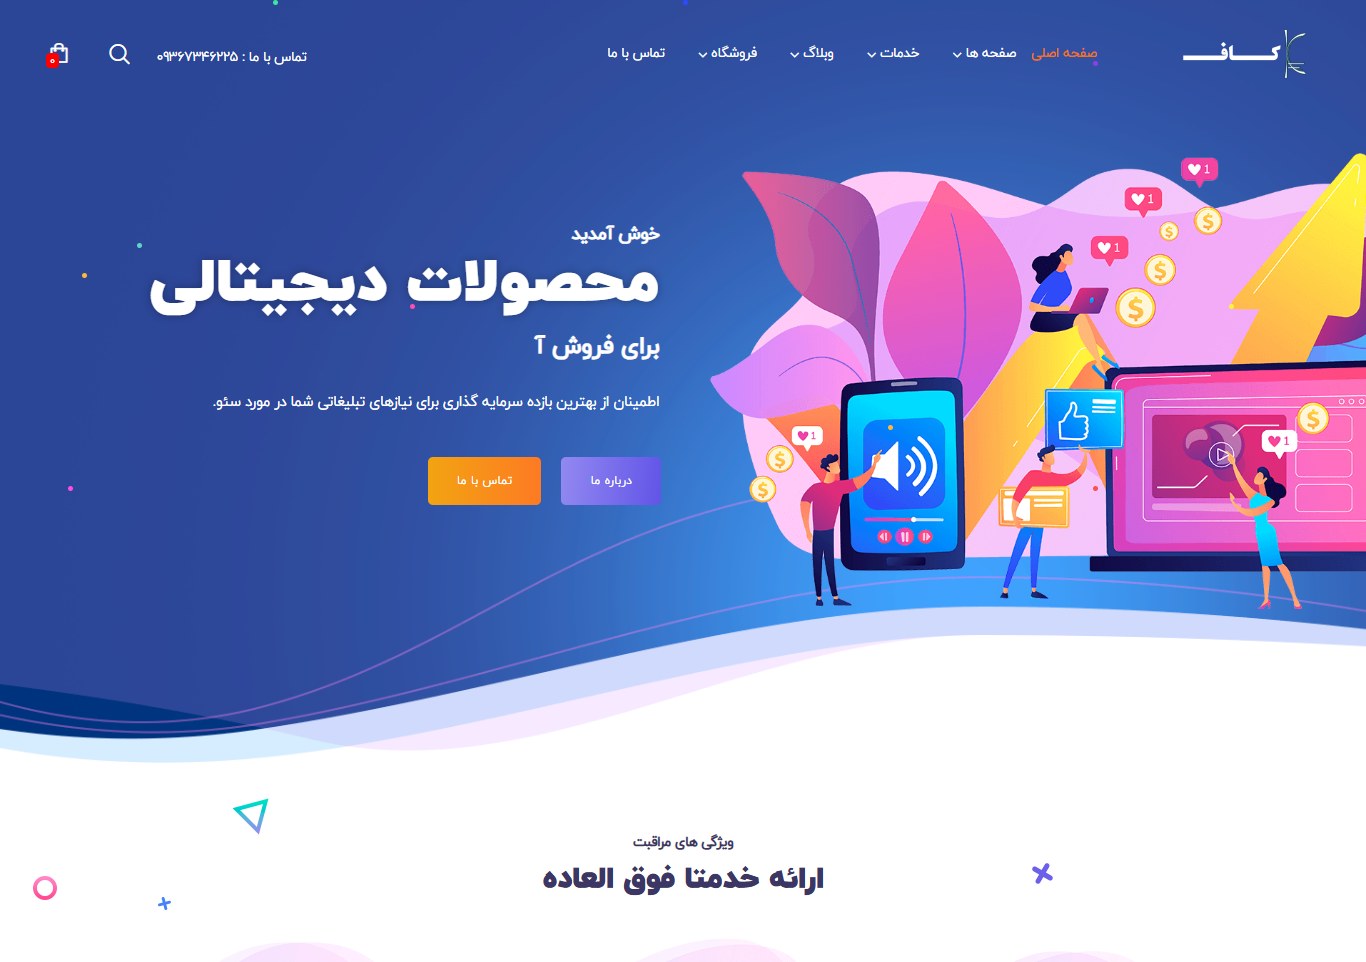 کافـــ
صفحه اصلی
صفحه ها
خدمات
وبلاگ
فروشگاه
تماس با ما
تماس با ما : ۰۹۳۶۷۳۴۶۲۲۵
۰
خوش آمدید
محصولات دیجیتالی
برای فروش آ
اطمینان از بهترین بازده سرمایه گذاری برای نیازهای تبلیغاتی شما در مورد سئو.
درباره ما
تماس با ما
1
1
1
1
1
ویژگی های مراقبت
ارائه خدمتا فوق العاده